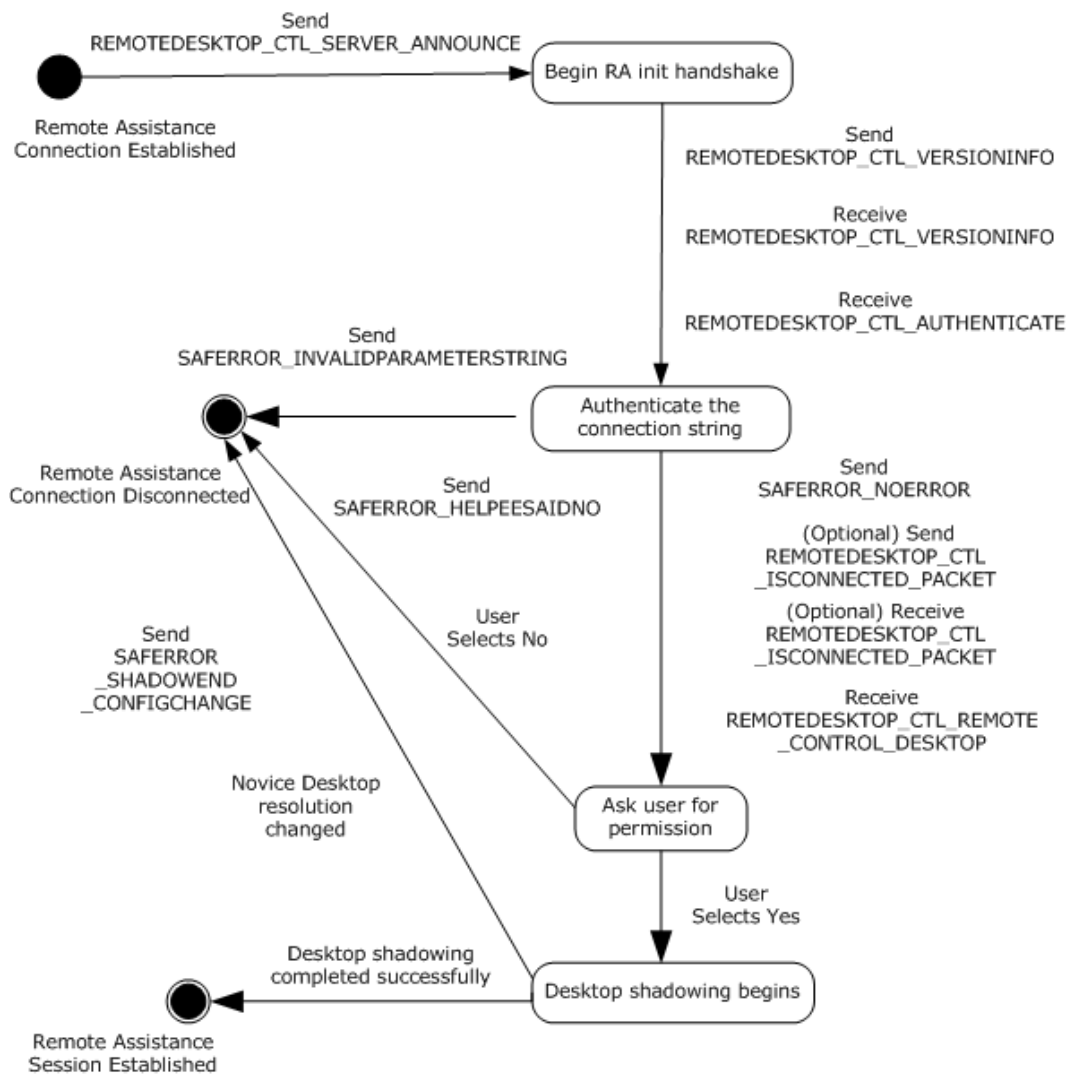 Send
REMOTEDESKTOP_CTL_SERVER_ANNOUNCE
Begin RA init handshake
Remote Assistance
Connection Established
Send
REMOTEDESKTOP_CTL_VERSIONINFO
Receive
REMOTEDESKTOP_CTL_VERSIONINFO
Receive
REMOTEDESKTOP_CTL_AUTHENTICATE
Send
SAFERROR_INVALIDPARAMETERSTRING
Authenticate the
connection string
Remote Assistance
Connection Disconnected
Send
SAFERROR_HELPEESAIDNO
Send
SAFERROR_NOERROR
(Optional) Send
REMOTEDESKTOP_CTL
_ISCONNECTED_PACKET
(Optional) Receive
REMOTEDESKTOP_CTL
_ISCONNECTED_PACKET
Receive
REMOTEDESKTOP_CTL_REMOTE
_CONTROL_DESKTOP
User
Selects No
Send
SAFERROR
_SHADOWEND
_CONFIGCHANGE
Novice Desktop
resolution
changed
Ask user for
permission
User
Selects Yes
Desktop shadowing
completed successfully
Desktop shadowing begins
Remote Assistance
Session Established